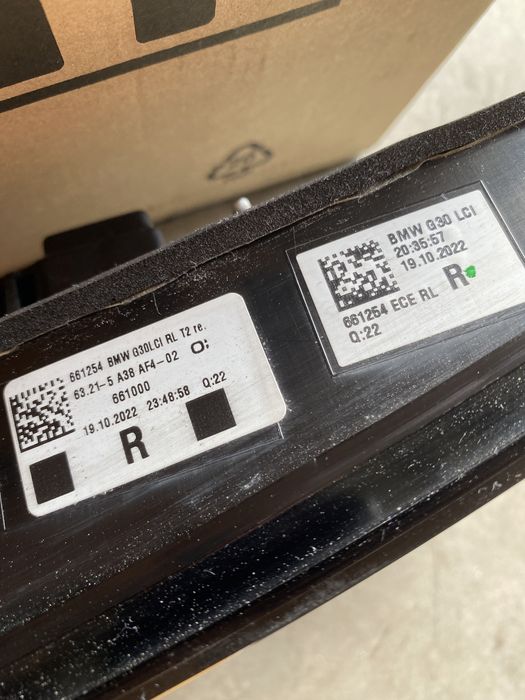 661254 BMW G30LCI RL T2 re.
63.21-5 A38 AF4-02 O;
661000
19.10.2022 23:48:58 Q:22
R
BMW G30 LCI
20:35:57
19.10.2022
R
661254 ECE RL
Q:22